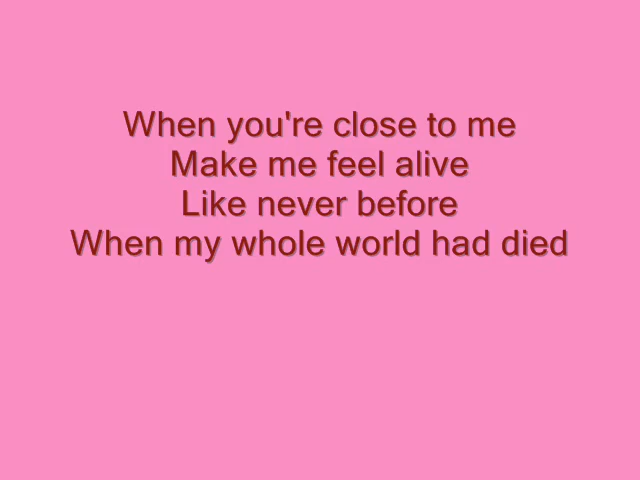 When you're close to me
Make me feel alive
Like never before
When my whole world had died